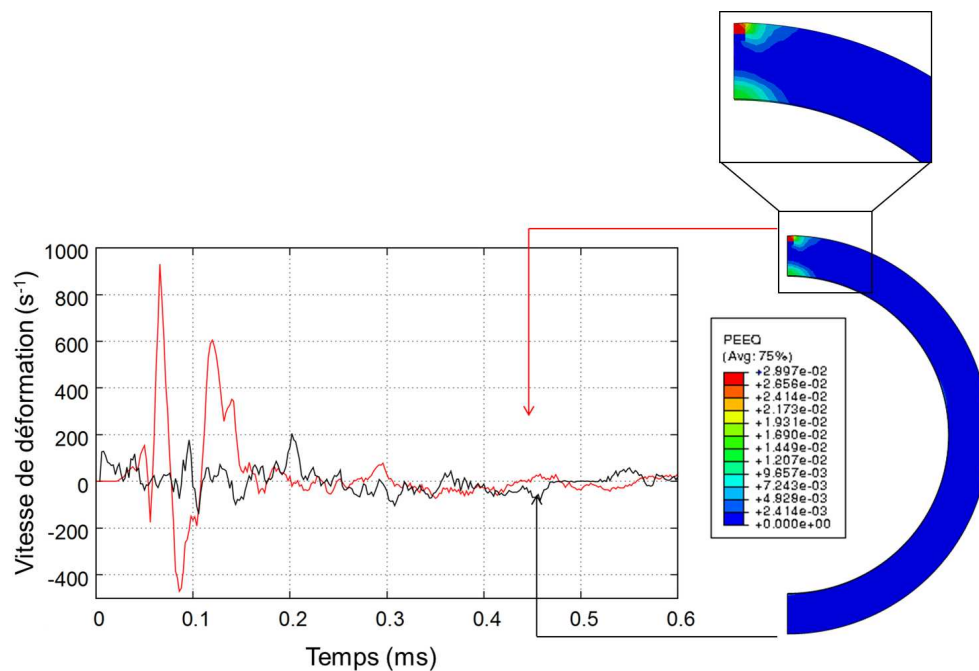 1000
800
600
400
200
0
-200
-400
-500
Vitesse de déformation (s-1)
0
0.1
0.2
0.3
0.4
0.5
0.6
Temps (ms)
PEEQ
(Avg: 75%)
+2.897e-02
+2.656e-02
+2.414e-02
+2.173e-02
+1.931e-02
+1.690e-02
+1.449e-02
+1.207e-02
+9.657e-03
+7.243e-03
+4.828e-03
+2.414e-03
+0.000e+00